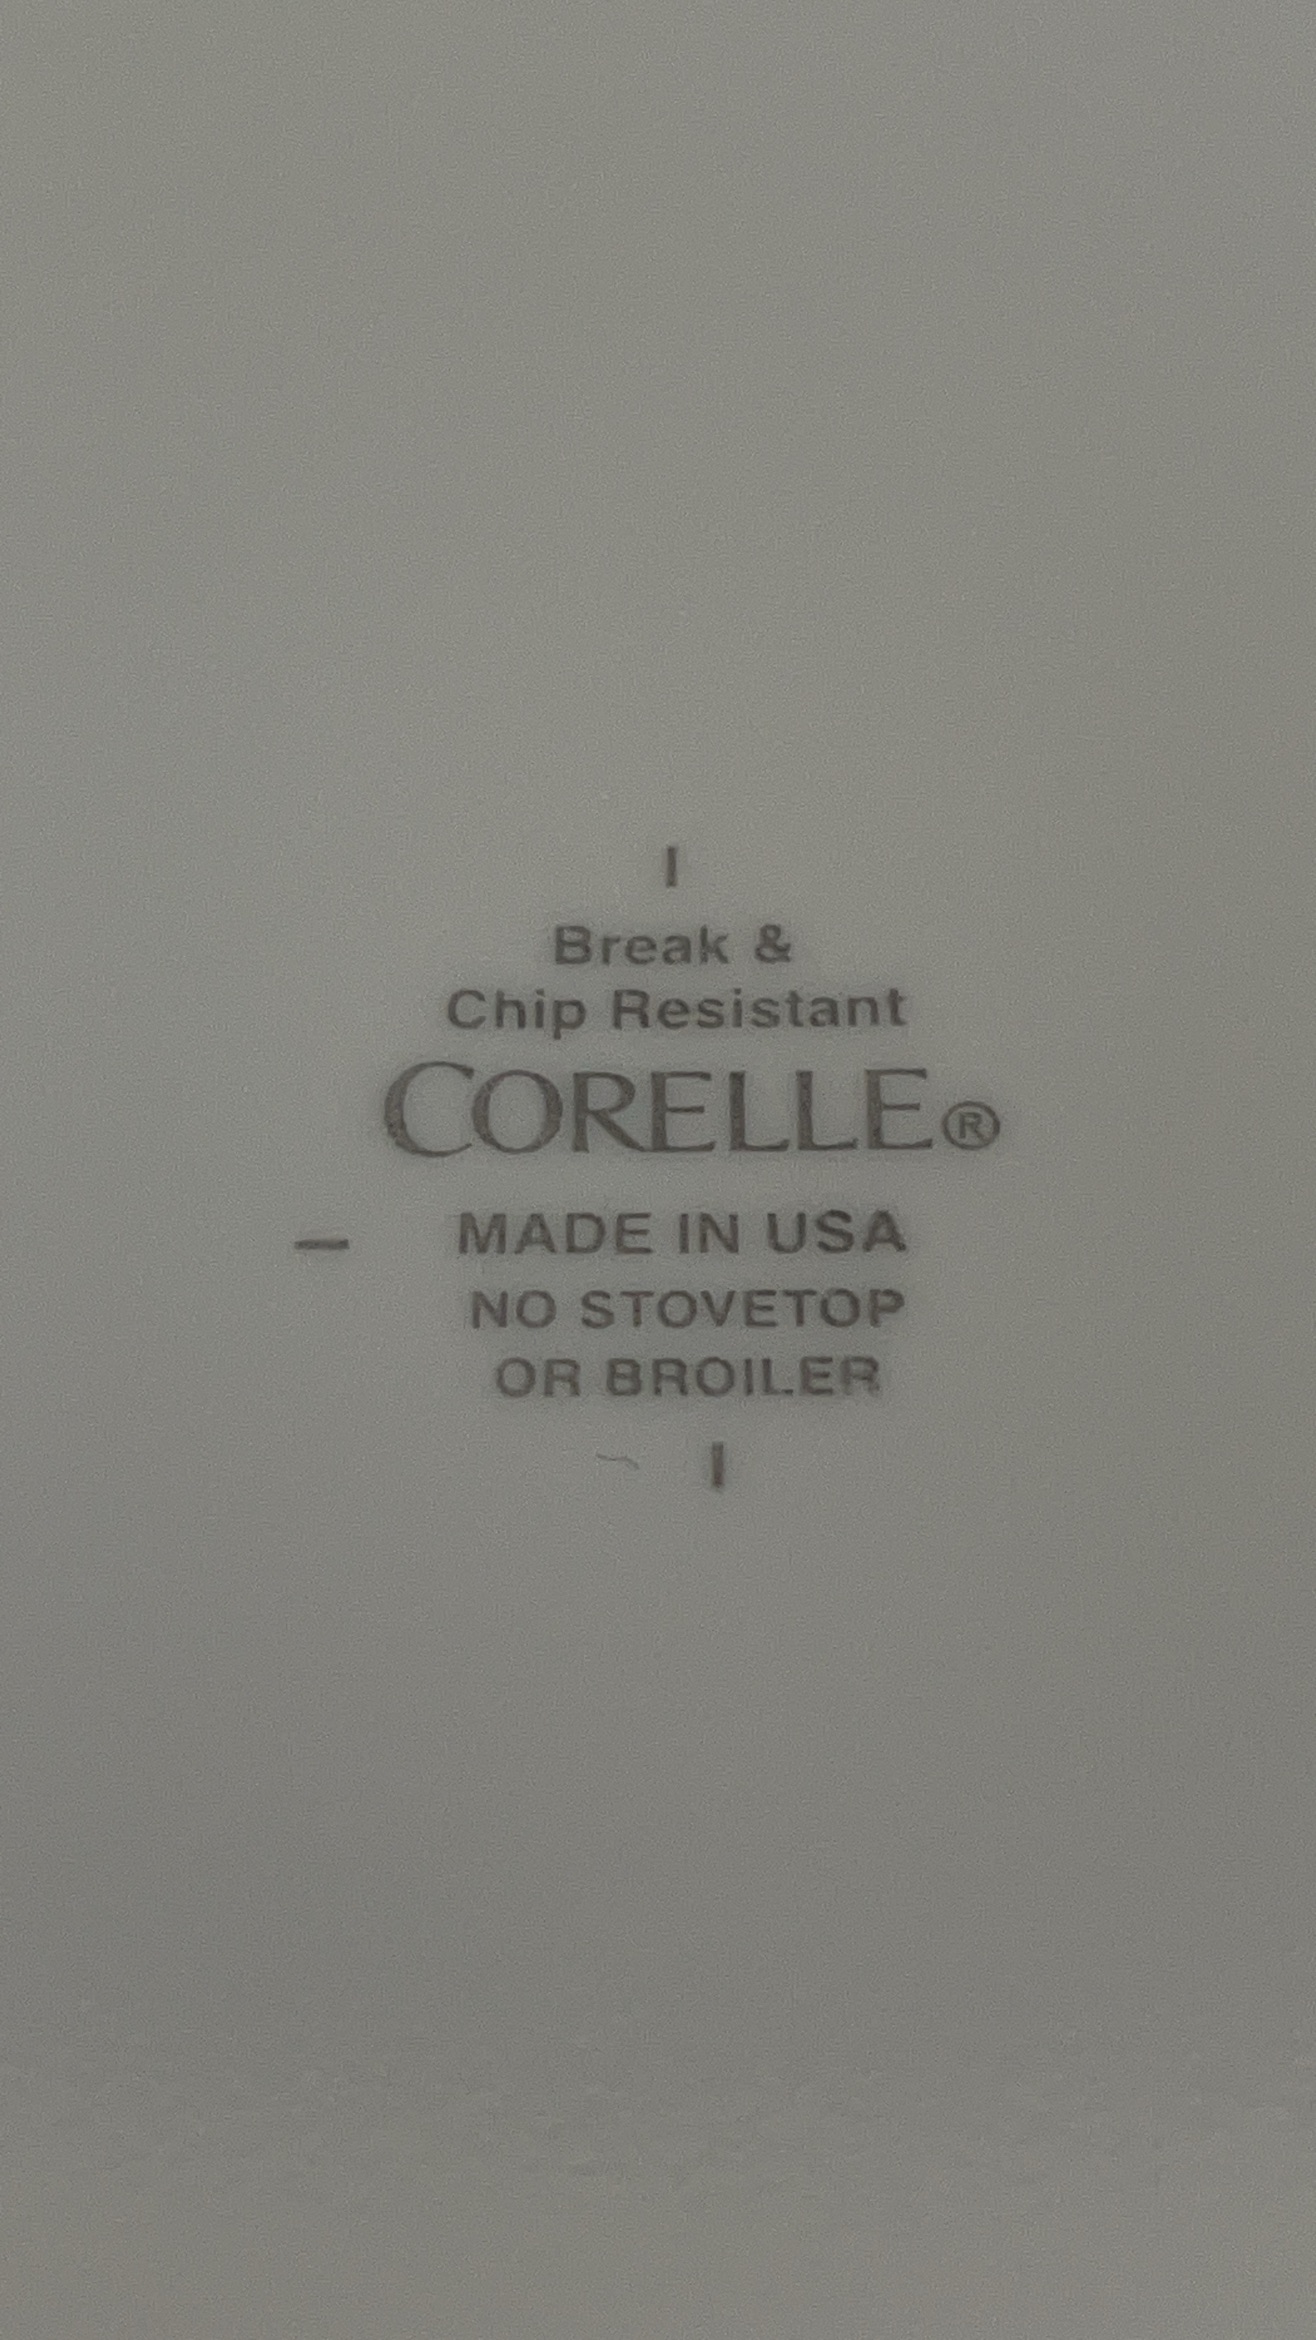 Break &
Chip Resistant
CORELLE®
MADE IN USA
NO STOVETOP
OR BROILER